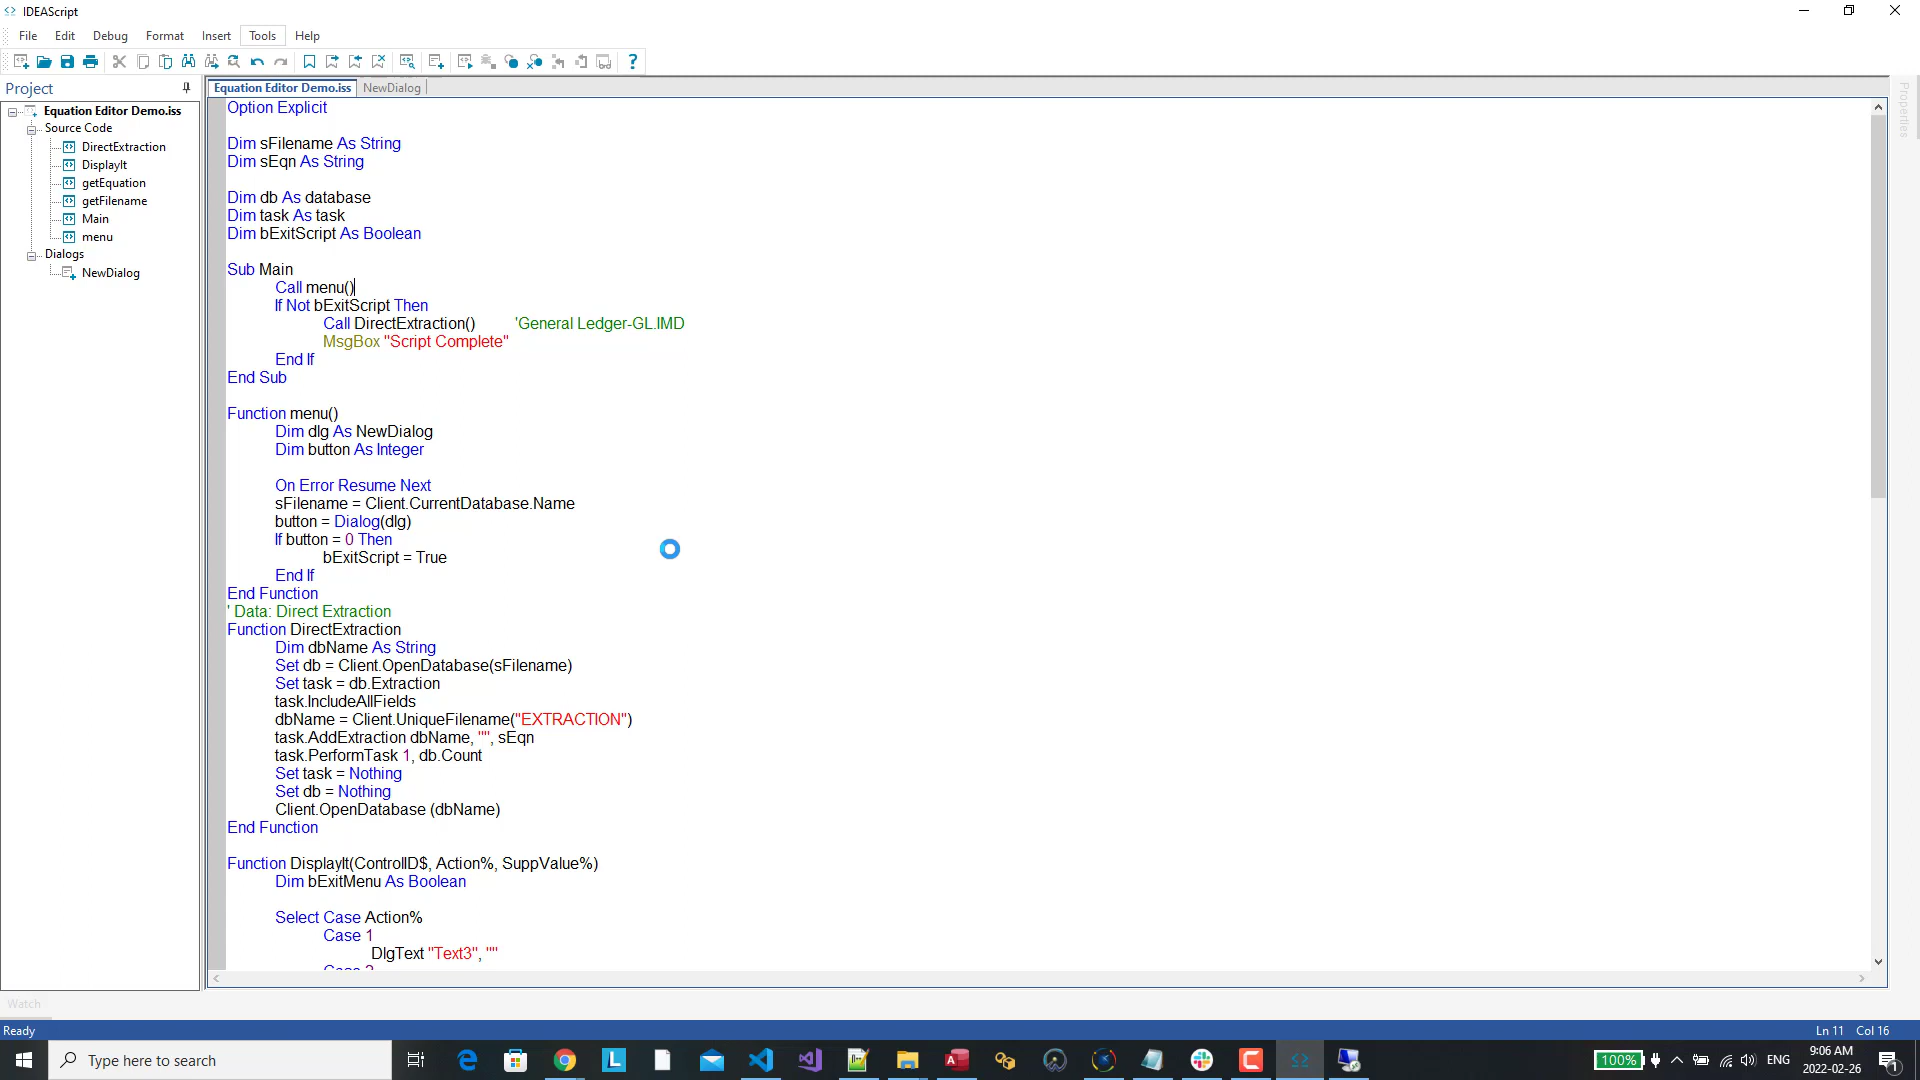 IDEAScript
File Edit Debug Format Insert Tools Help
Project
Equation Editor Demo.iss NewDialog
Equation Editor Demo.iss
Source Code
DirectExtraction
DisplayIt
getEquation
getFilename
Main
menu
Dialogs
NewDialog
Option Explicit
Dim sFilename As String
Dim sEqn As String
Dim db As database
Dim task As task
Dim bExitScript As Boolean
Sub Main
Call menu()
If Not bExitScript Then
Call DirectExtraction() 'General Ledger-GL.IMD
MsgBox "Script Complete"
End If
End Sub
Function menu()
Dim dlg As NewDialog
Dim button As Integer
On Error Resume Next
sFilename = Client.CurrentDatabase.Name
button = Dialog(dlg)
If button = 0 Then
bExitScript = True
End If
End Function
' Data: Direct Extraction
Function DirectExtraction
Dim dbName As String
Set db = Client.OpenDatabase(sFilename)
Set task = db.Extraction
task.IncludeAllFields
dbName = Client.UniqueFilename("EXTRACTION")
task.AddExtraction dbName, "", sEqn
task.PerformTask 1, db.Count
Set task = Nothing
Set db = Nothing
Client.OpenDatabase (dbName)
End Function
Function DisplayIt(ControlID$, Action%, SuppValue%)
Dim bExitMenu As Boolean
Select Case Action%
Case 1
DlgText "Text3", ""
Case 2
Properties
Watch
Ready
Ln 11 Col 16
Type here to search
100%
ENG
9:06 AM
2022-02-26
1